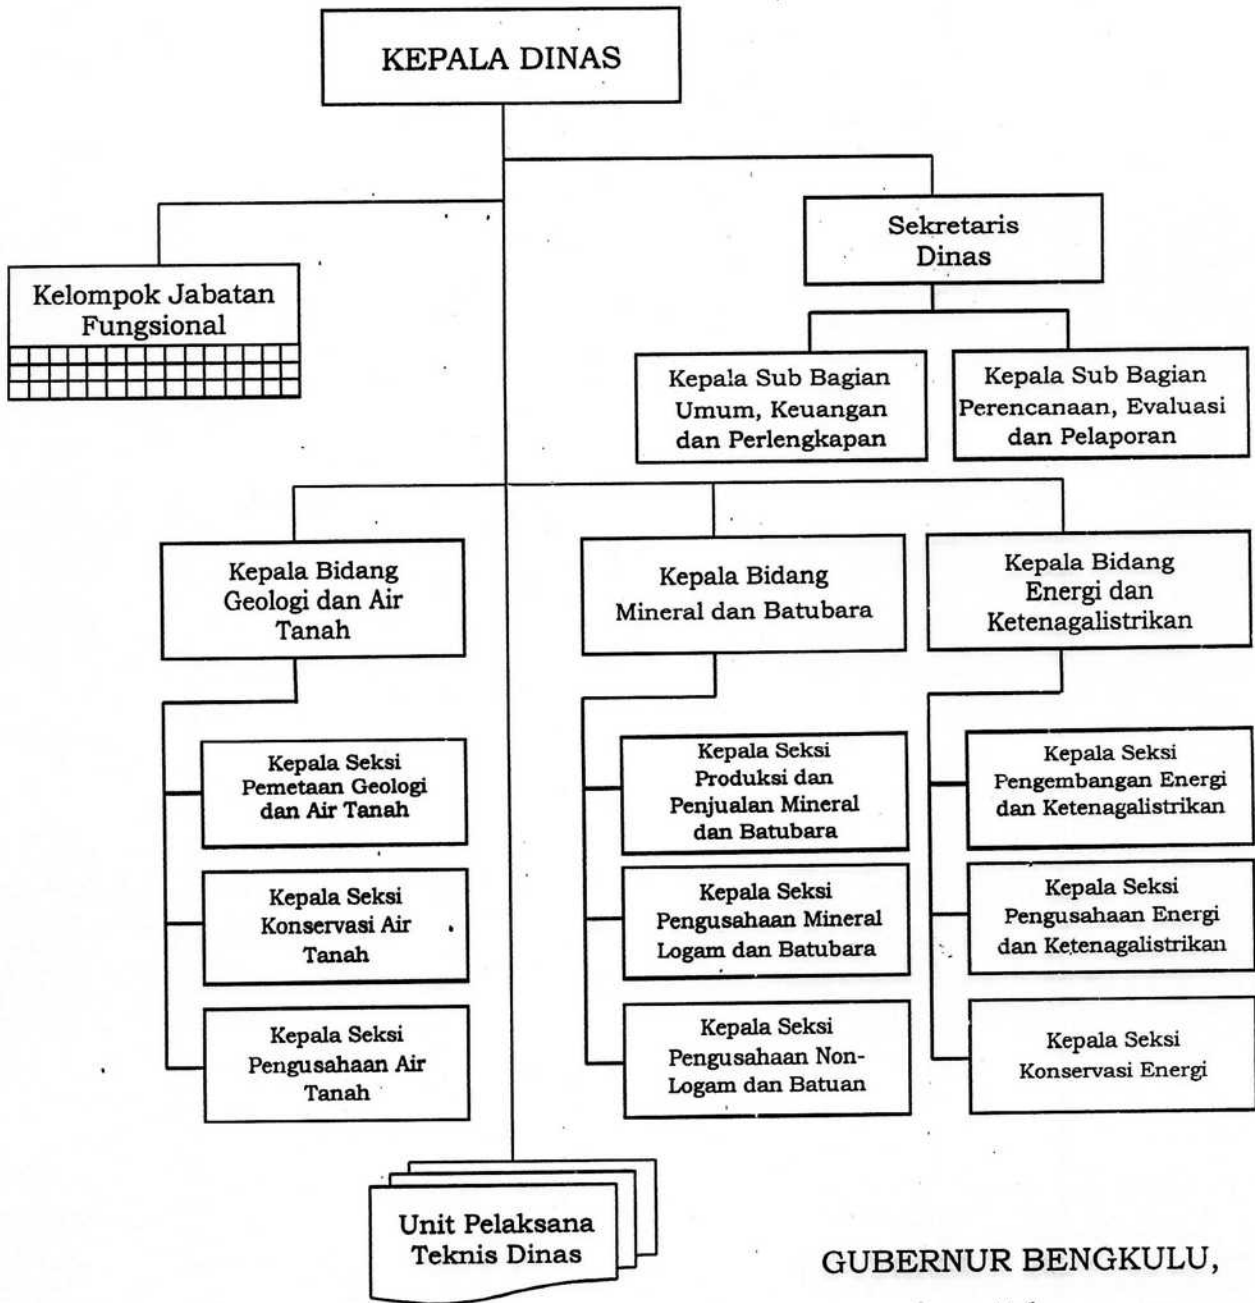 KEPALA DINAS
Sekretaris
Dinas
Kelompok Jabatan
Fungsional
Kepala Sub Bagian
Umum, Keuangan
dan Perlengkapan
Kepala Sub Bagian
Perencanaan, Evaluasi
dan Pelaporan
Kepala Bidang
Geologi dan Air
Tanah
Kepala Bidang
Mineral dan Batubara
Kepala Bidang
Energi dan
Ketenagalistrikan
Kepala Seksi
Pemetaan Geologi
dan Air Tanah
Kepala Seksi
Konservasi Air
Tanah
Kepala Seksi
Pengusahaan Air
Tanah
Kepala Seksi
Produksi dan
Penjualan Mineral
dan Batubara
Kepala Seksi
Pengusahaan Mineral
Logam dan Batubara
Kepala Seksi
Pengusahaan Non-
Logam dan Batuan
Kepala Seksi
Pengembangan Energi
dan Ketenagalistrikan
Kepala Seksi
Pengusahaan Energi
dan Ketenagalistrikan
Kepala Seksi
Konservasi Energi
Unit Pelaksana
Teknis Dinas
GUBERNUR BENGKULU,